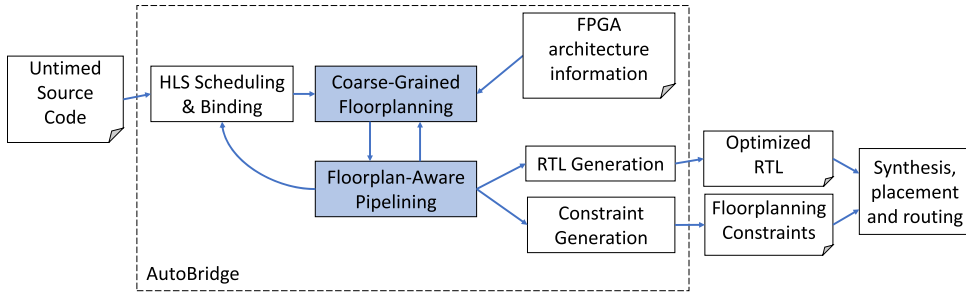 Untimed
Source
Code
HLS Scheduling
& Binding
Coarse-Grained
Floorplanning
FPGA
architecture
information
Floorplan-Aware
Pipelining
RTL Generation
Constraint
Generation
Optimized
RTL
Floorplanning
Constraints
Synthesis,
placement
and routing
AutoBridge